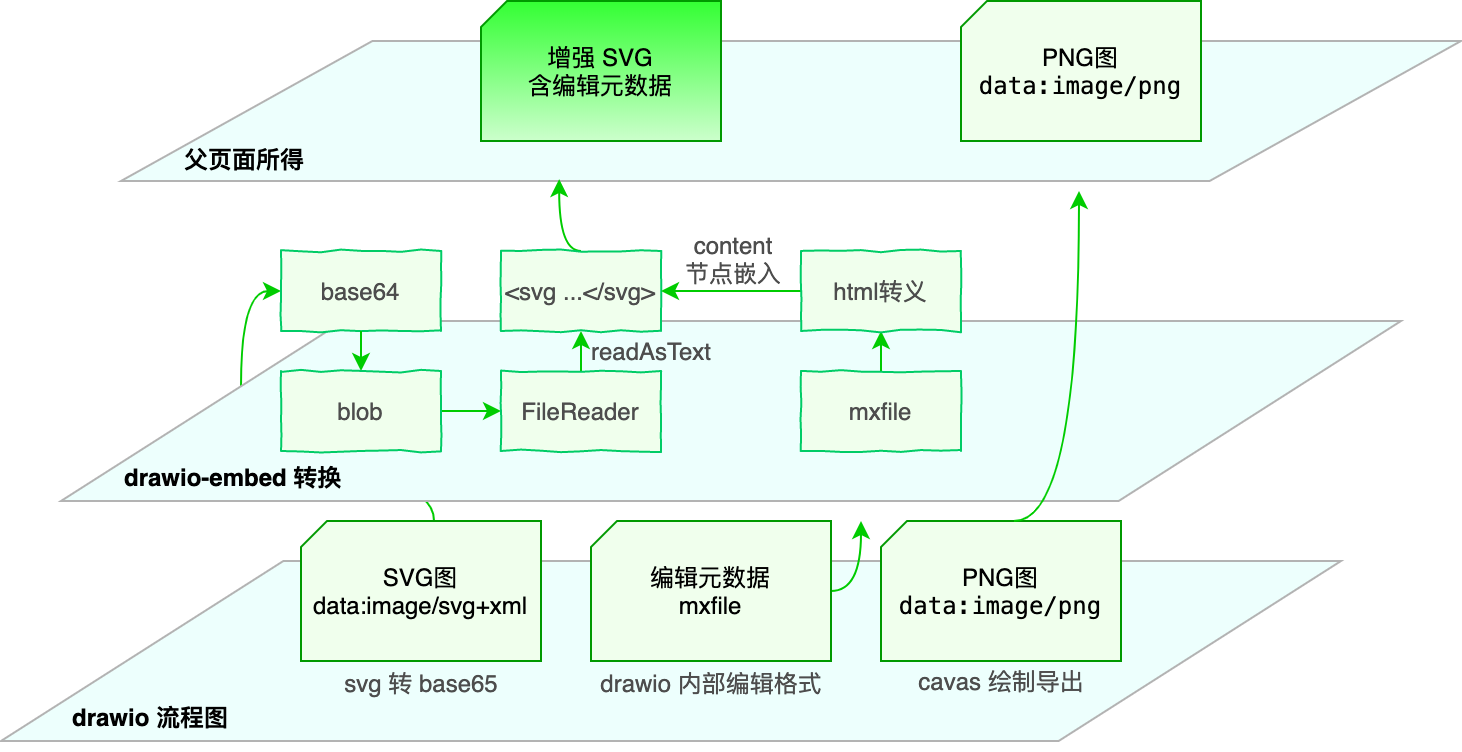 增强 SVG
含编辑元数据
PNG图
data:image/png
父页面所得
content
节点嵌入
base64
<svg ...</svg>
html转义
readAsText
blob
FileReader
mxfile
drawio-embed 转换
SVG图
data:image/svg+xml
编辑元数据
mxfile
PNG图
data:image/png
svg 转 base65
drawio 内部编辑格式
cavas 绘制导出
drawio 流程图